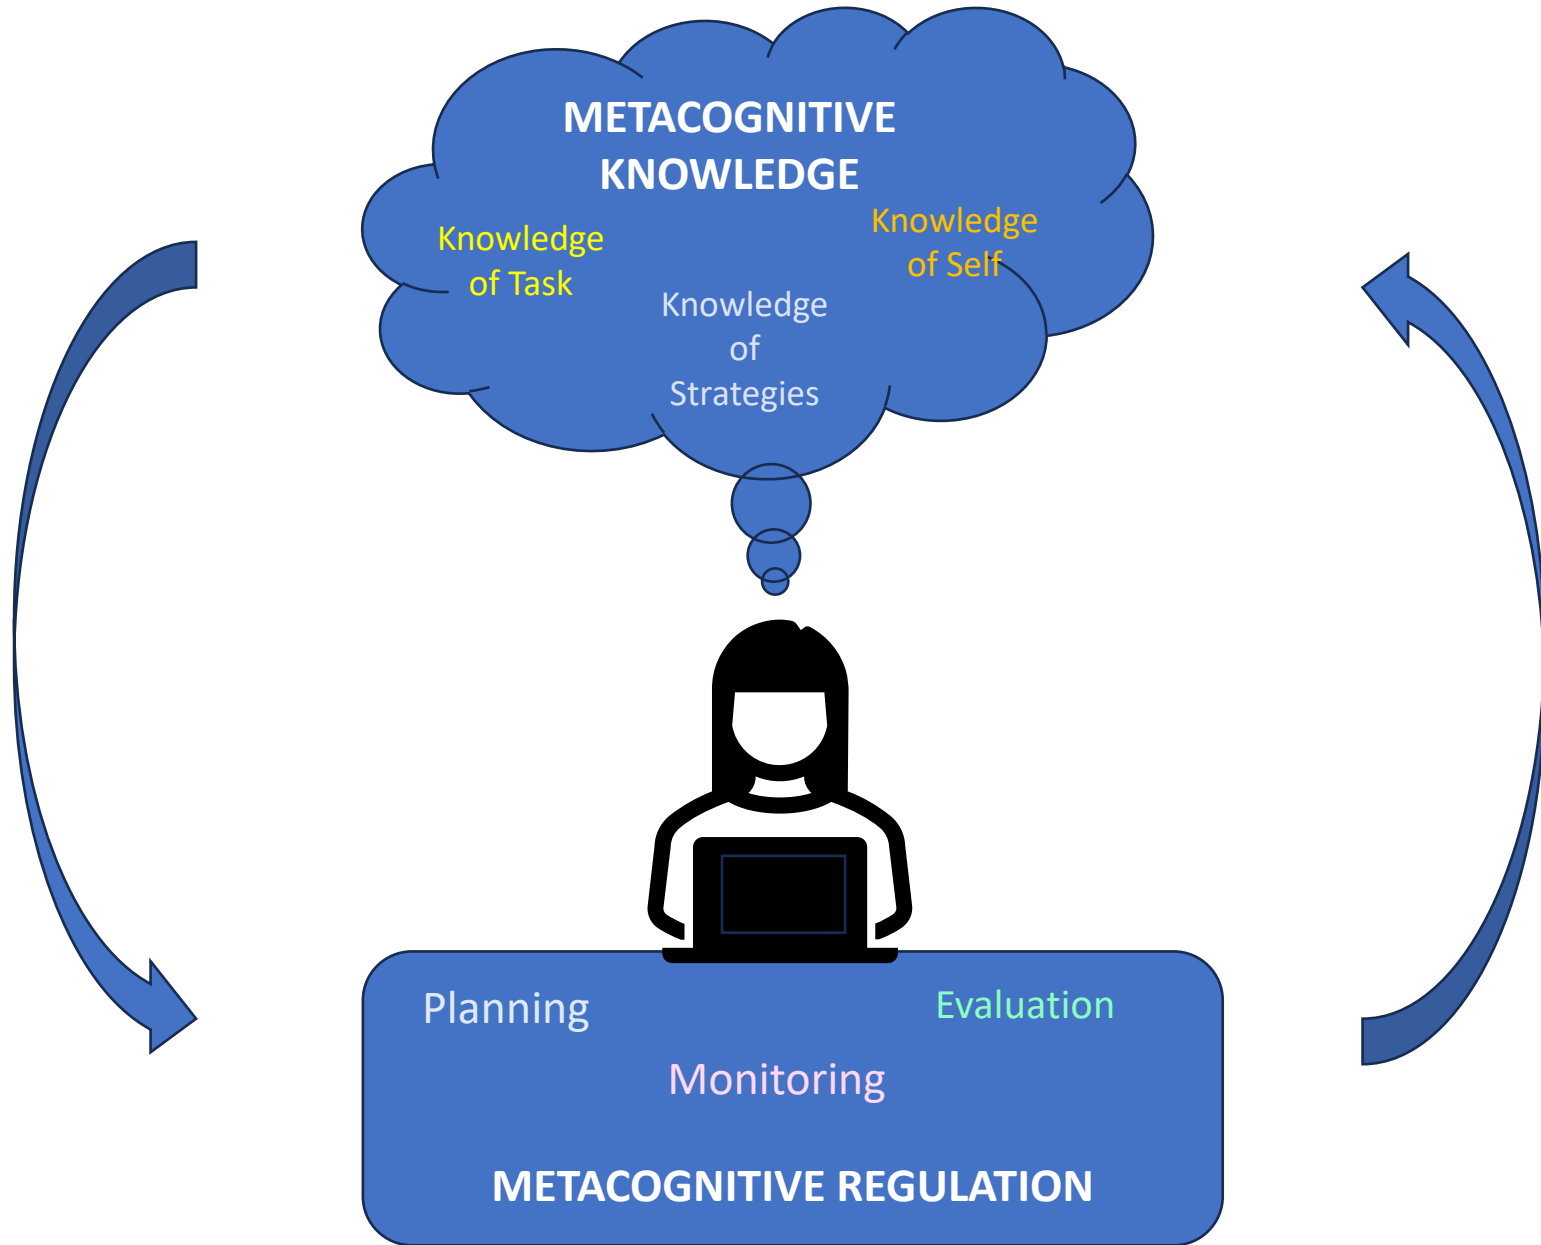 METACOGNITIVE
KNOWLEDGE
Knowledge
of Task
Knowledge
of
Strategies
Knowledge
of Self
Planning
Monitoring
Evaluation
METACOGNITIVE REGULATION